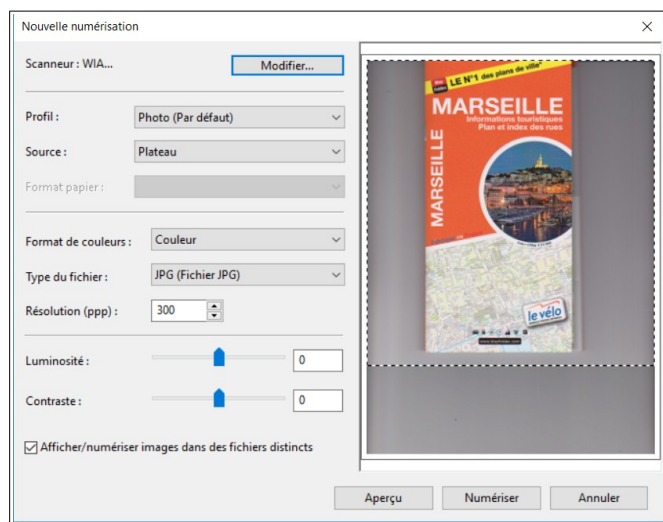 Nouvelle numérisation
Scanneur : WIA...
Modifier...
Profil :
Photo (Par défaut)
Source :
Plateau
Format papier :
Format de couleurs :
Couleur
Type du fichier :
JPG (Fichier JPG)
Résolution (ppp) :
300
Luminosité :
0
Contraste :
0
Afficher/numériser images dans des fichiers distincts
LE N°1 des plans de ville*
MARSEILLE
Informations touristiques
Plan et index des rues
MARSEILLE
le vélo
Aperçu
Numériser
Annuler